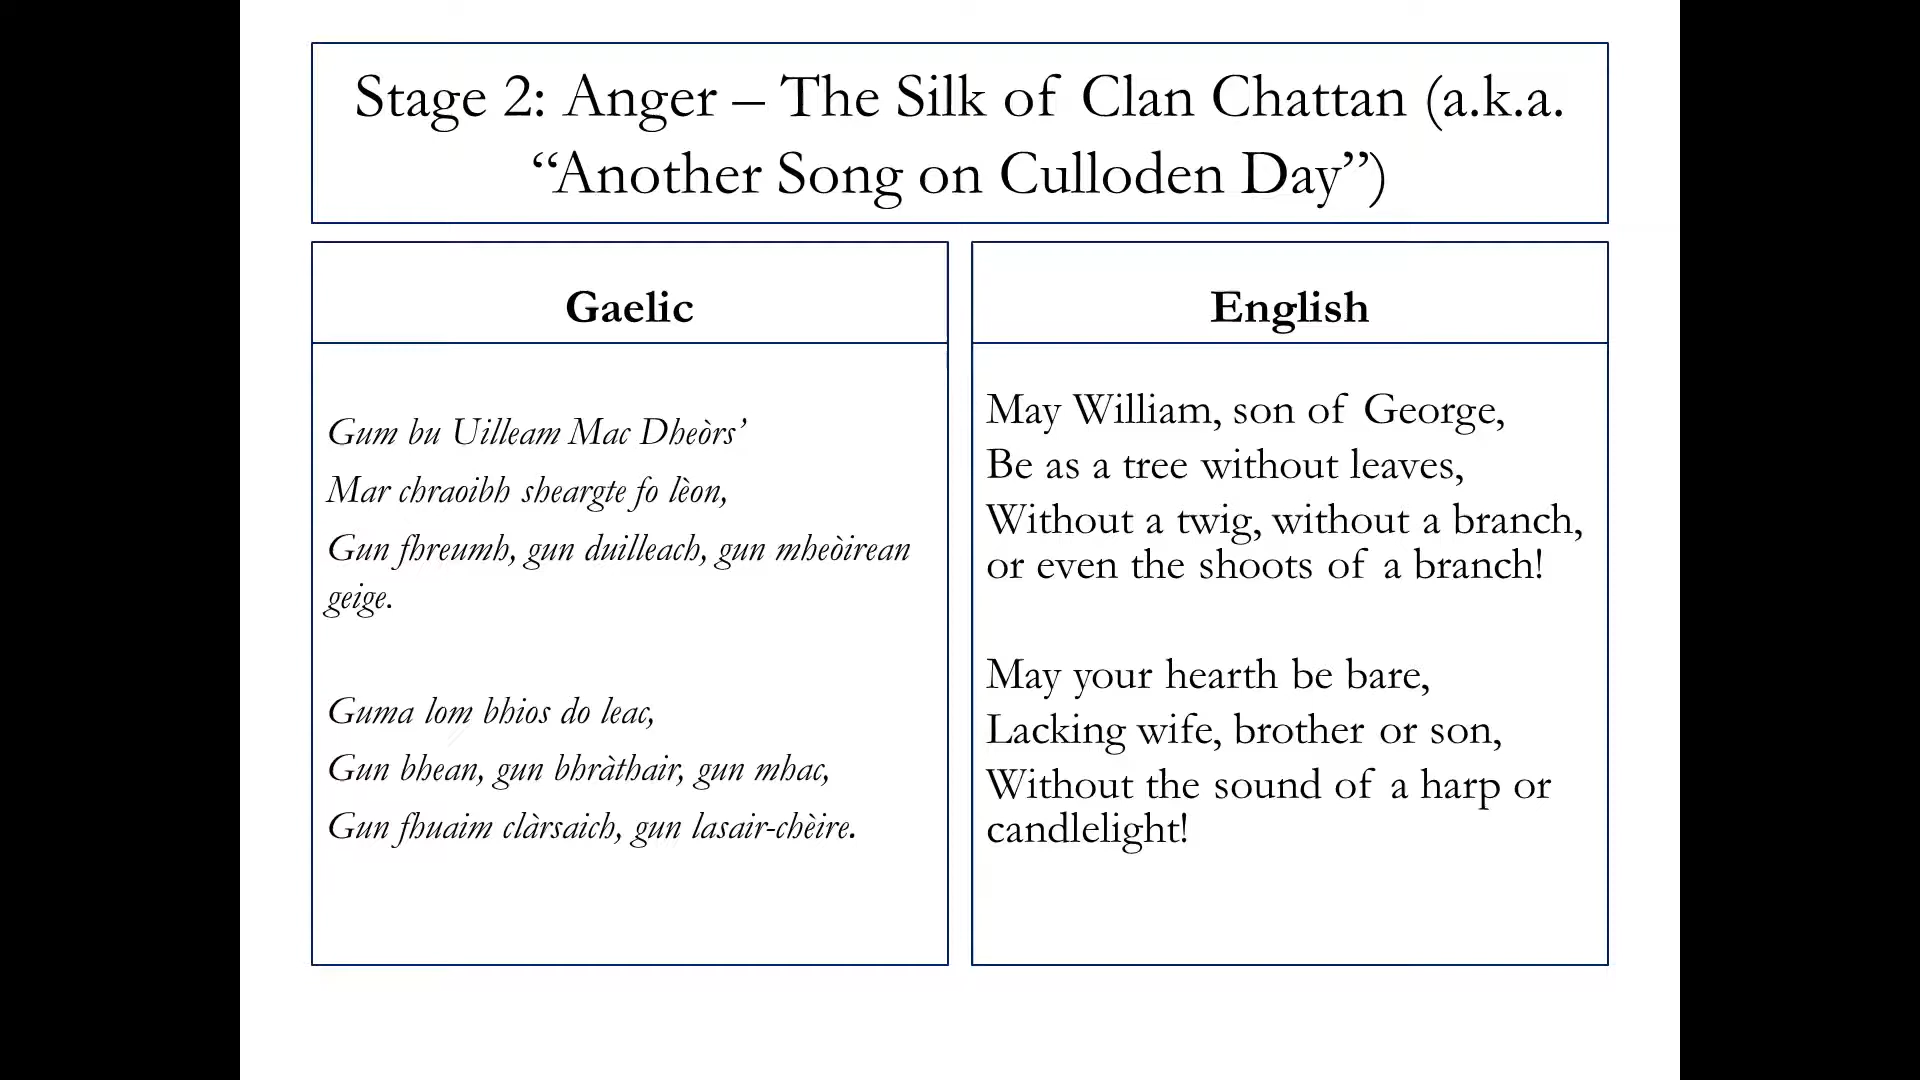 Stage 2: Anger – The Silk of Clan Chattan (a.k.a.
“Another Song on Culloden Day”)
Gaelic
Gum bu Uilleam Mac Dheòrs’
Mar chraoibh sheargte fo lèon,
Gun fhreumh, gun duilleach, gun mheòirean
geige.
Guma lom bhios do leac,
Gun bhean, gun bhràthair, gun mhac,
Gun fhuaim clàrsaich, gun lasair-chèire.
English
May William, son of George,
Be as a tree without leaves,
Without a twig, without a branch,
or even the shoots of a branch!
May your hearth be bare,
Lacking wife, brother or son,
Without the sound of a harp or
candlelight!